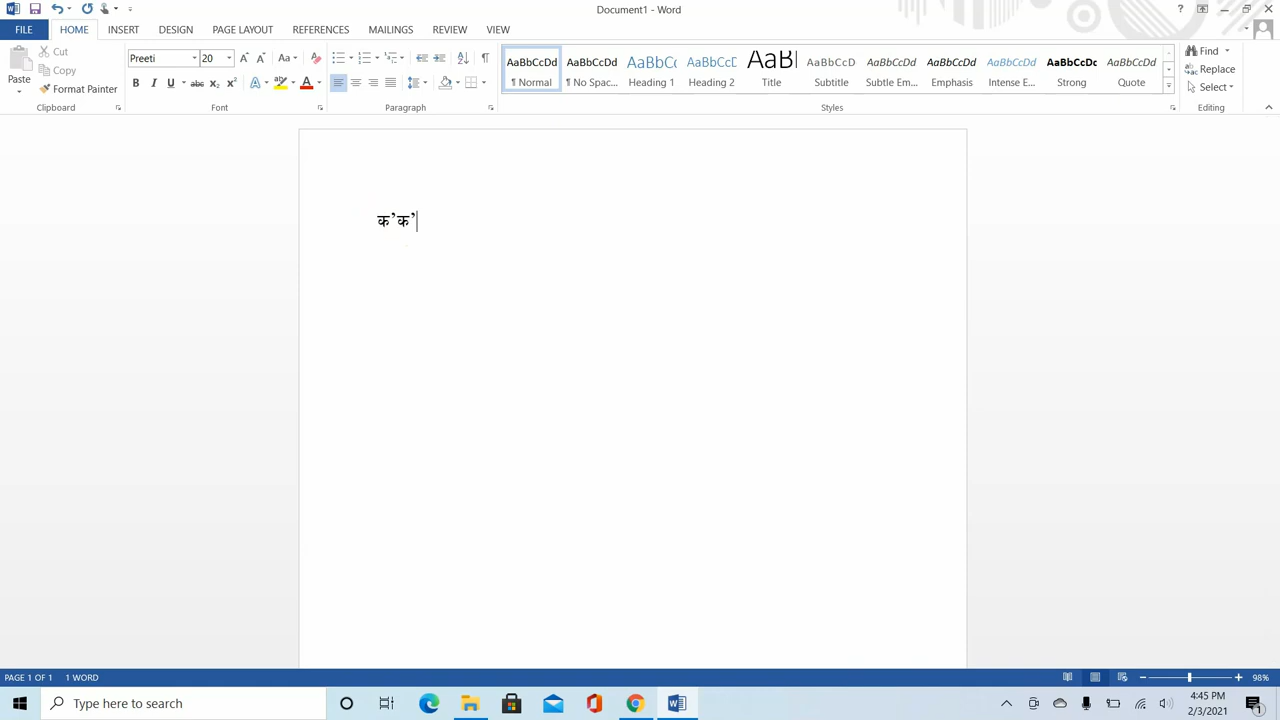 Document1 - Word
FILE HOME INSERT DESIGN PAGE LAYOUT REFERENCES MAILINGS REVIEW VIEW
Paste
Cut
Copy
Format Painter
Clipboard
Preeti 20
Font
Paragraph
AaBbCcDd AaBbCcDd AaBbCc AaBbCcC AaB AaBbCcD AaBbCcDd AaBbCcDd AaBbCcDd AaBbCcDc AaBbCcDd
¶ Normal ¶ No Spac... Heading 1 Heading 2 Title Subtitle Subtle Em... Emphasis Intense E... Strong Quote
Styles
Find
Replace
Select
Editing
क’क’
PAGE 1 OF 1 1 WORD 98%
Type here to search
4:45 PM
2/3/2021